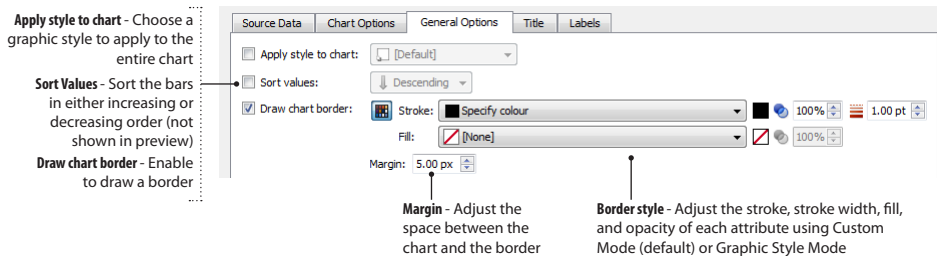 Apply style to chart - Choose a
graphic style to apply to the
entire chart
Sort Values - Sort the bars
in either increasing or
decreasing order (not
shown in preview)
Draw chart border - Enable
to draw a border
Source Data Chart Options General Options Title Labels
Apply style to chart: [Default]
Sort values: Descending
Draw chart border: Stroke: Specify colour 100% 1.00 pt
Fill: [None] 100%
Margin: 5.00 px
Margin - Adjust the
space between the
chart and the border
Border style - Adjust the stroke, stroke width, fill,
and opacity of each attribute using Custom
Mode (default) or Graphic Style Mode